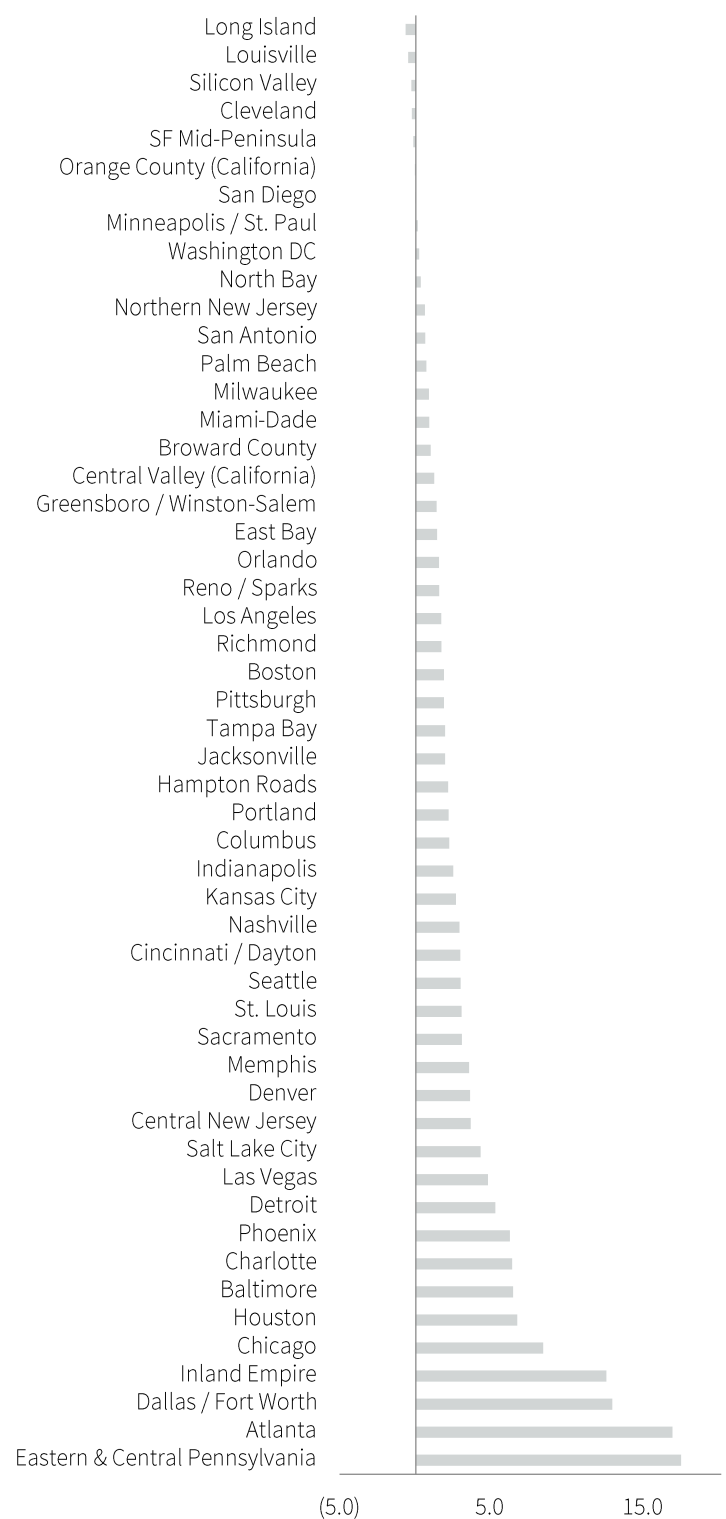 Long Island
Louisville
Silicon Valley
Cleveland
SF Mid-Peninsula
Orange County (California)
San Diego
Minneapolis / St. Paul
Washington DC
North Bay
Northern New Jersey
San Antonio
Palm Beach
Milwaukee
Miami-Dade
Broward County
Central Valley (California)
Greensboro / Winston-Salem
East Bay
Orlando
Reno / Sparks
Los Angeles
Richmond
Boston
Pittsburgh
Tampa Bay
Jacksonville
Hampton Roads
Portland
Columbus
Indianapolis
Kansas City
Nashville
Cincinnati / Dayton
Seattle
St. Louis
Sacramento
Memphis
Denver
Central New Jersey
Salt Lake City
Las Vegas
Detroit
Phoenix
Charlotte
Baltimore
Houston
Chicago
Inland Empire
Dallas / Fort Worth
Atlanta
Eastern & Central Pennsylvania
(5.0) 5.0 15.0